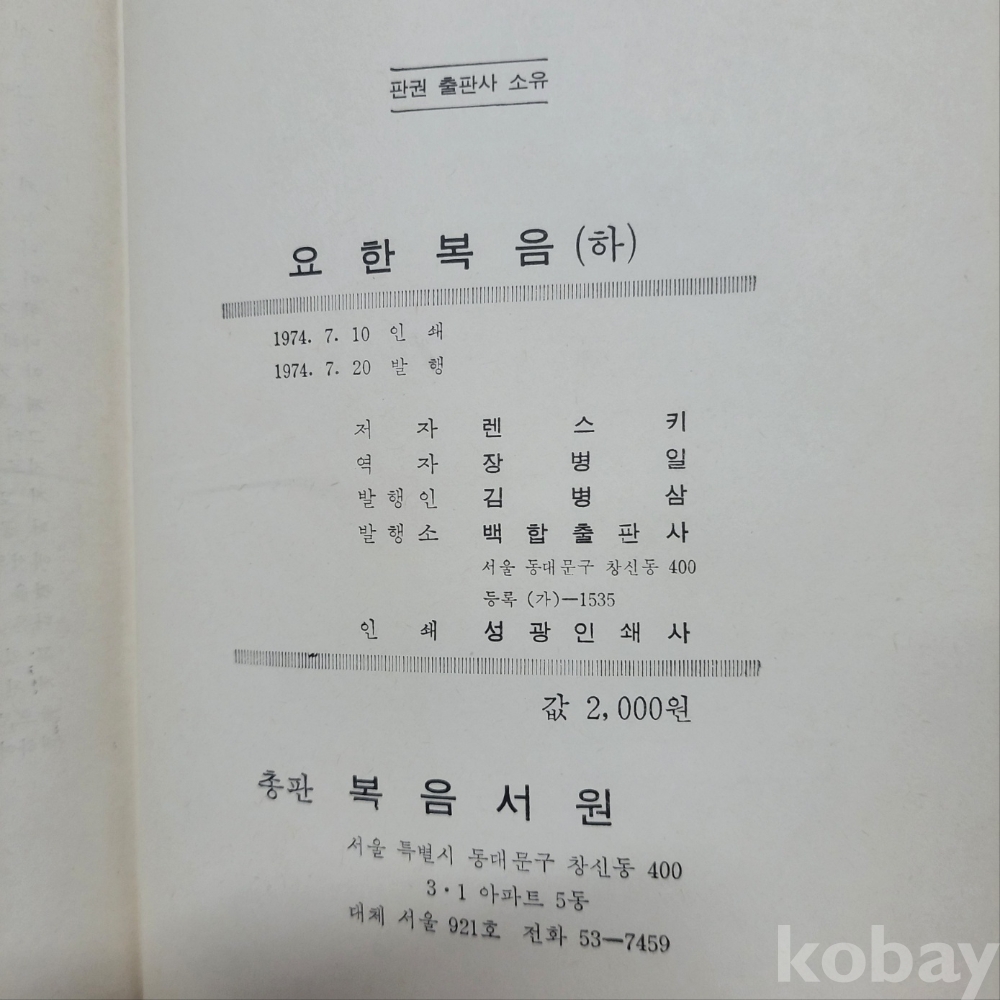 판권 출판사 소유
요 한 복 음 (하)
1974. 7. 10 인 쇄
1974. 7. 20 발 행
저 자 렌 스 키
역 자 장 병 일
발 행 인 김 병 삼
발 행 소 백 합 출 판 사
서울 동대문구 창신동 400
등록 (가)—1535
인 쇄 성 광 인 쇄 사
값 2,000원
총판 복 음 서 원
서울 특별시 동대문구 창신동 400
3·1 아파트 5동
대체 서울 921호 전화 53—7459
kobay